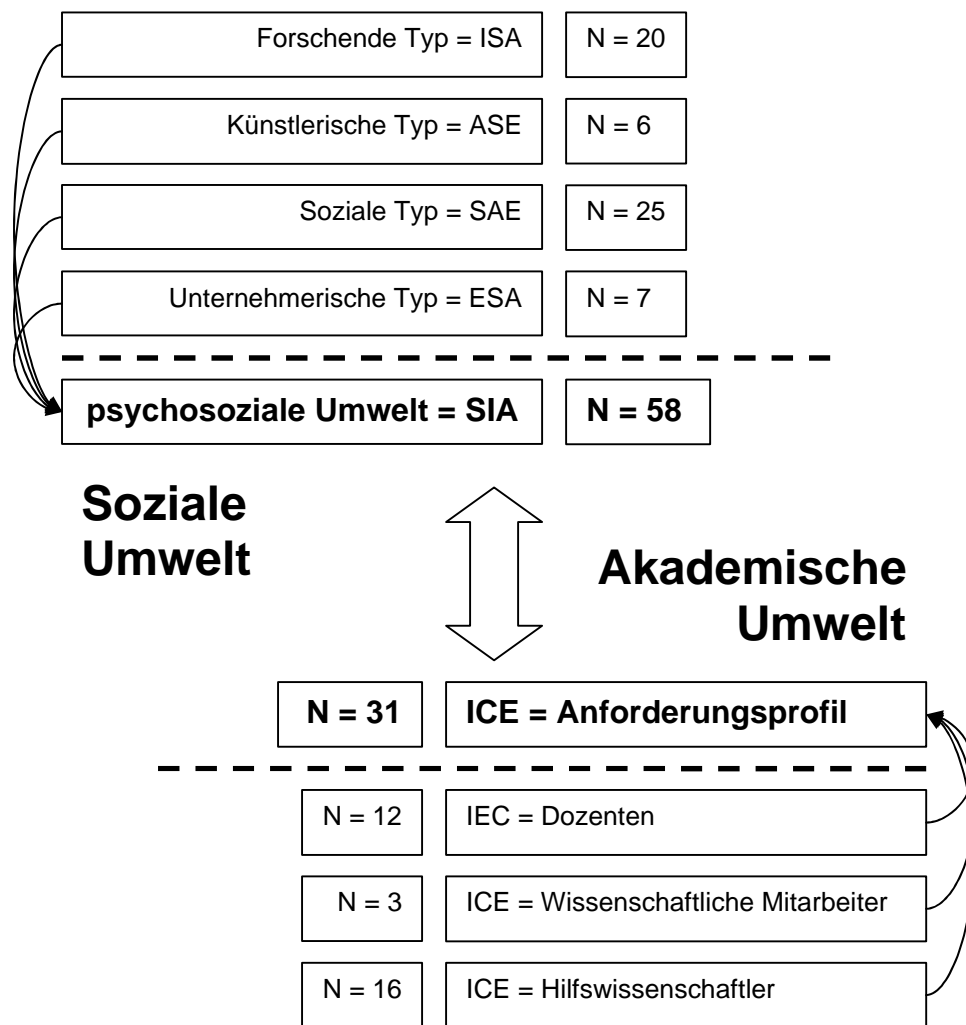 Forschende Typ = ISA N = 20
Künstlerische Typ = ASE N = 6
Soziale Typ = SAE N = 25
Unternehmerische Typ = ESA N = 7
psychosoziale Umwelt = SIA N = 58
Soziale
Umwelt
Akademische
Umwelt
N = 31 ICE = Anforderungsprofil
N = 12 IEC = Dozenten
N = 3 ICE = Wissenschaftliche Mitarbeiter
N = 16 ICE = Hilfswissenschaftler